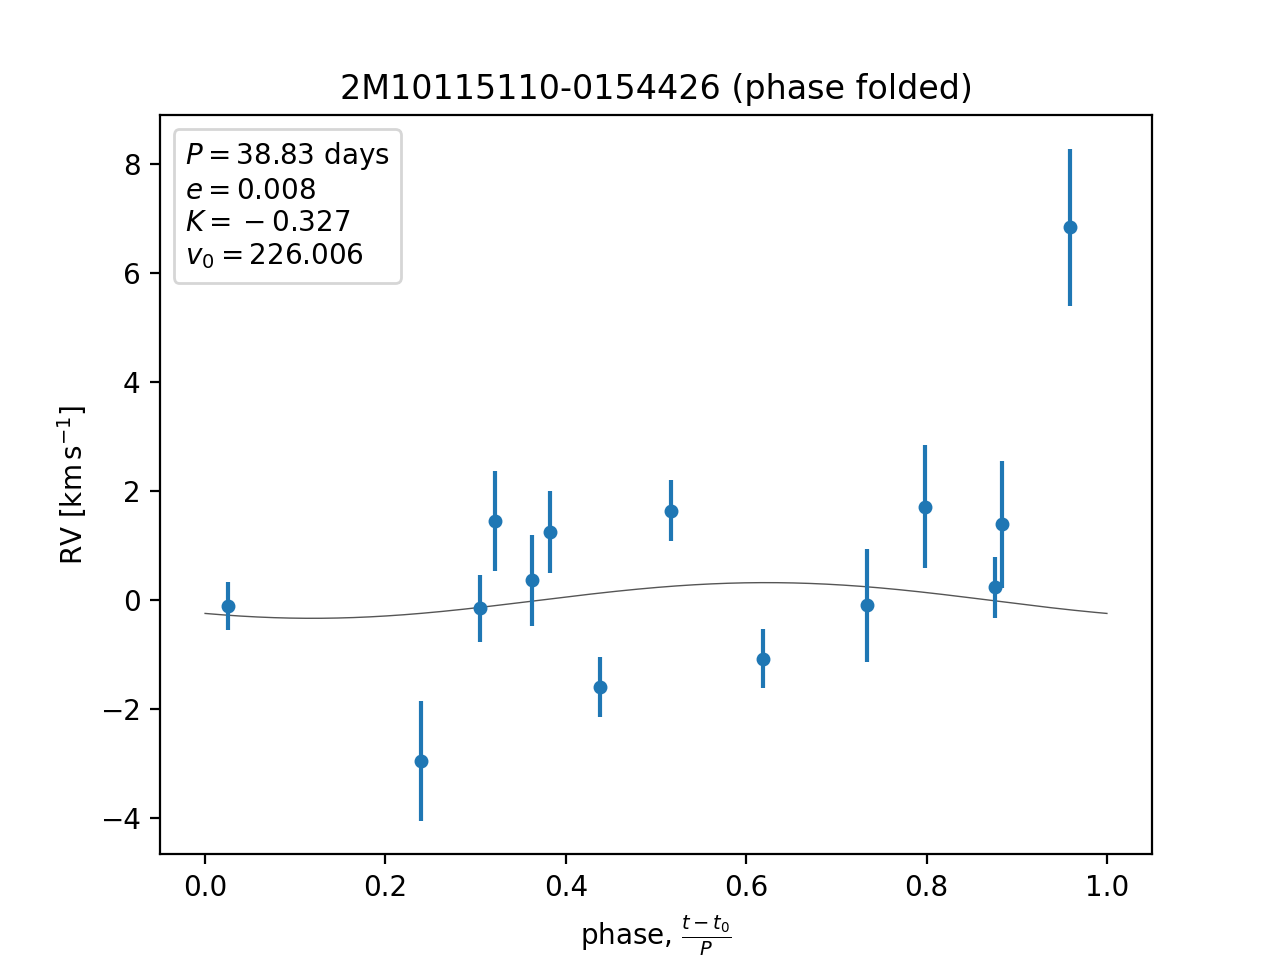 2M10115110-0154426 (phase folded)
P = 38.83 days
e = 0.008
K = −0.327
v₀ = 226.006
8
6
4
2
0
−2
−4
RV [km s⁻¹]
0.0 0.2 0.4 0.6 0.8 1.0
phase, (t − t₀)/P